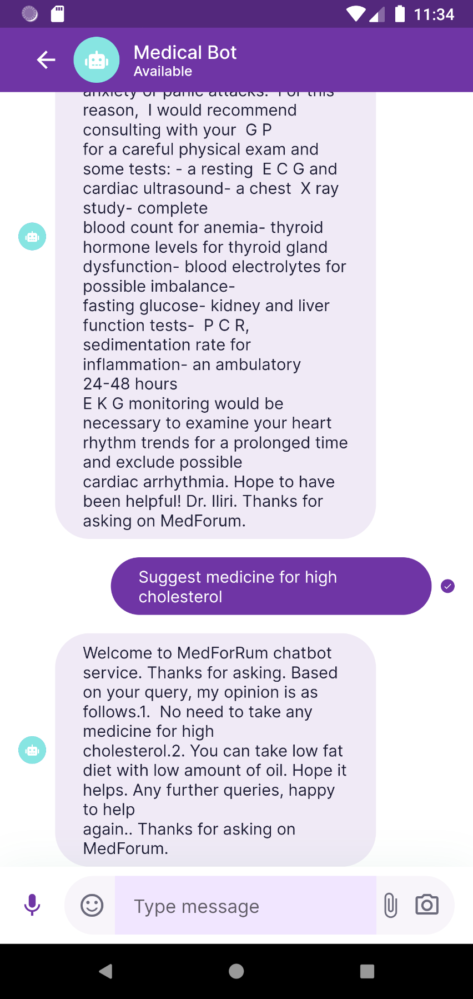 11:34
Medical Bot
Available
anxiety or panic attacks. For this
reason, I would recommend
consulting with your G P
for a careful physical exam and
some tests: - a resting E C G and
cardiac ultrasound- a chest X ray
study- complete
blood count for anemia- thyroid
hormone levels for thyroid gland
dysfunction- blood electrolytes for
possible imbalance-
fasting glucose- kidney and liver
function tests- P C R,
sedimentation rate for
inflammation- an ambulatory
24-48 hours
E K G monitoring would be
necessary to examine your heart
rhythm trends for a prolonged time
and exclude possible
cardiac arrhythmia. Hope to have
been helpful! Dr. Iliri. Thanks for
asking on MedForum.
Suggest medicine for high
cholesterol
Welcome to MedForRum chatbot
service. Thanks for asking. Based
on your query, my opinion is as
follows.1. No need to take any
medicine for high
cholesterol.2. You can take low fat
diet with low amount of oil. Hope it
helps. Any further queries, happy
to help
again.. Thanks for asking on
MedForum.
Type message